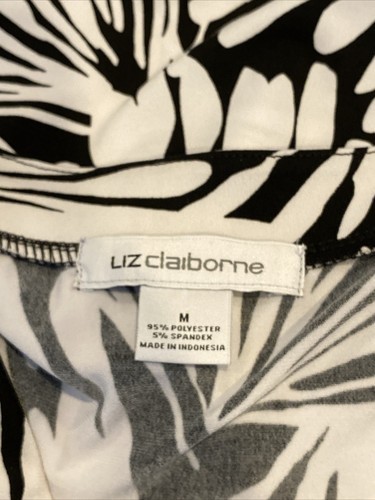 LIZ claiborne
M
95% POLYESTER
5% SPANDEX
MADE IN INDONESIA